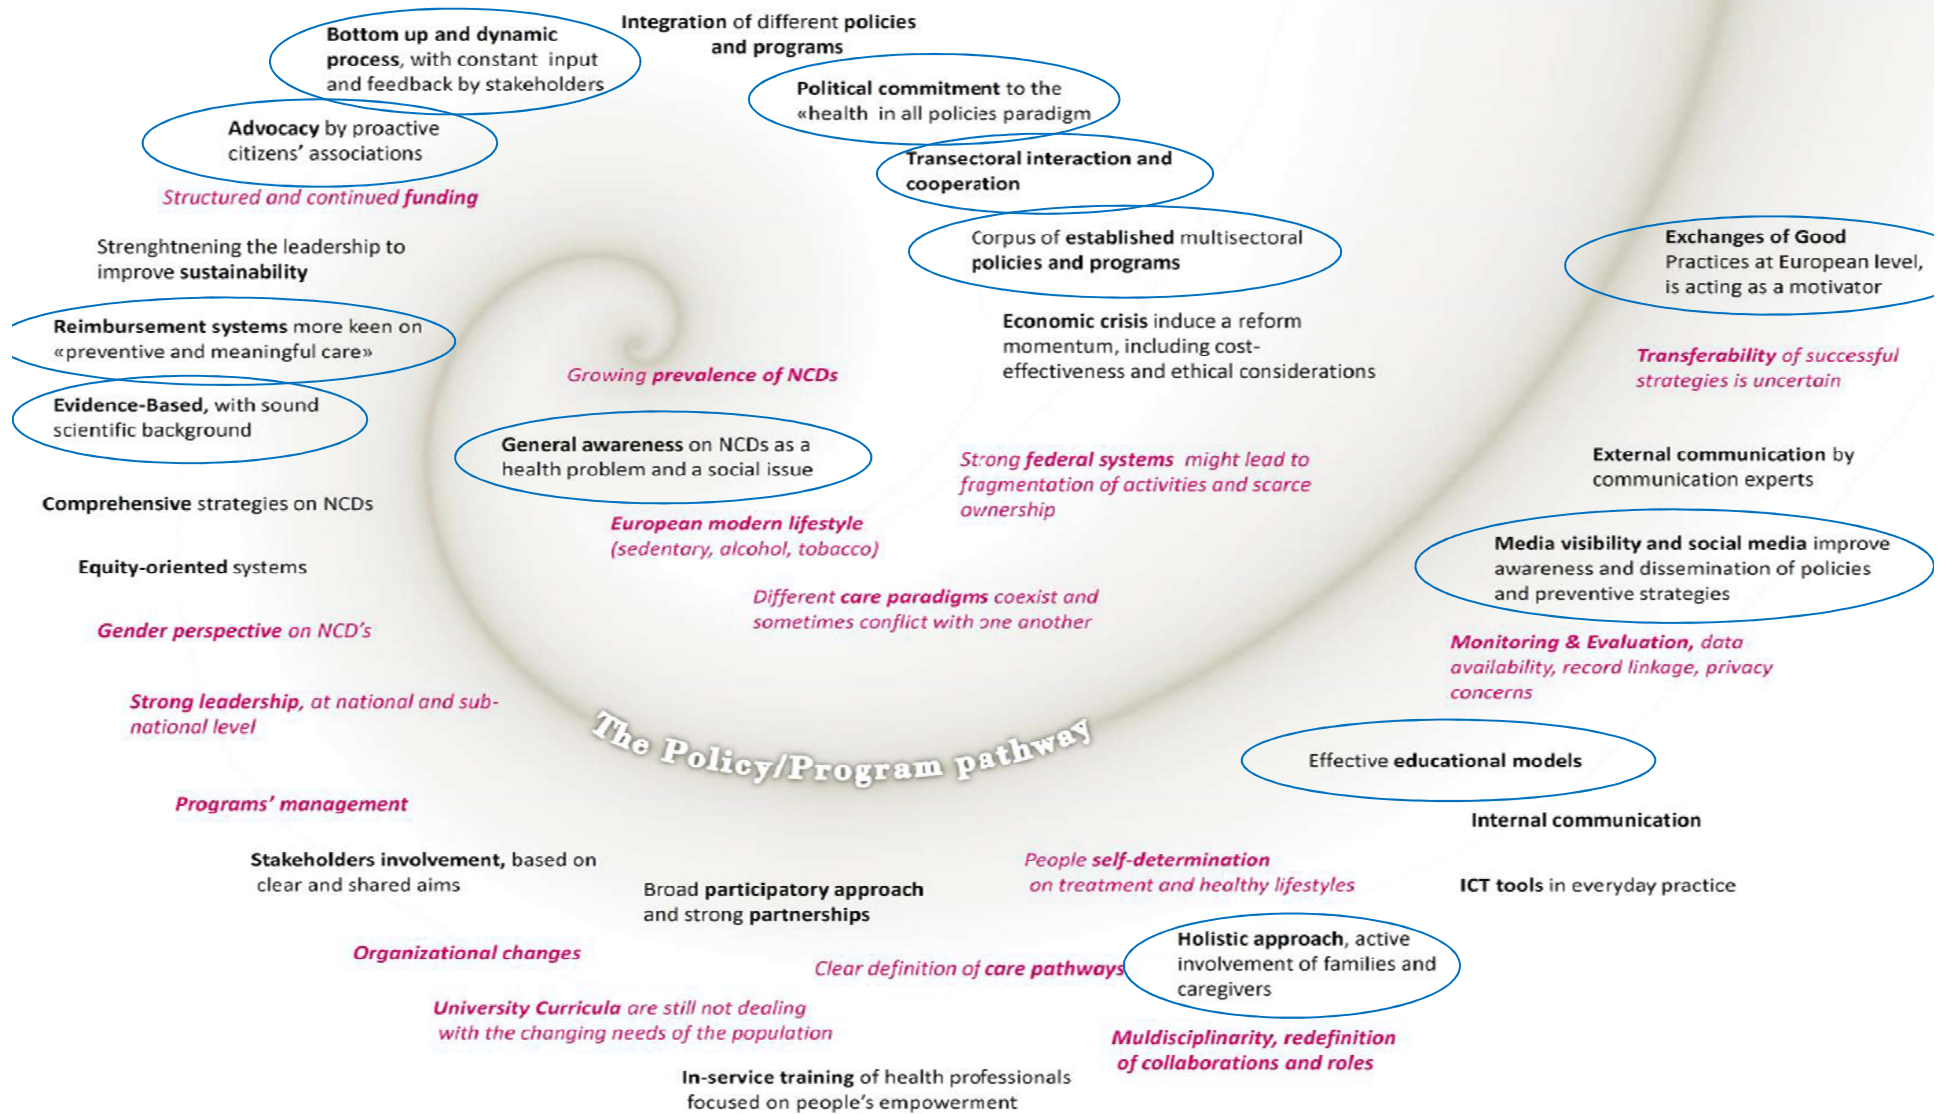 Bottom up and dynamic
process, with constant input
and feedback by stakeholders
Integration of different policies
and programs
Political commitment to the
«health in all policies paradigm
Advocacy by proactive
citizens' associations
Transectoral interaction and
cooperation
Structured and continued funding
Corpus of established multisectoral
policies and programs
Exchanges of Good
Practices at European level,
is acting as a motivator
Strenghtnening the leadership to
improve sustainability
Reimbursement systems more keen on
«preventive and meaningful care»
Economic crisis induce a reform
momentum, including cost-
effectiveness and ethical considerations
Transferability of successful
strategies is uncertain
Growing prevalence of NCDs
Evidence-Based, with sound
scientific background
General awareness on NCDs as a
health problem and a social issue
Strong federal systems might lead to
fragmentation of activities and scarce
ownership
External communication by
communication experts
Comprehensive strategies on NCDs
European modern lifestyle
(sedentary, alcohol, tobacco)
Media visibility and social media improve
awareness and dissemination of policies
and preventive strategies
Equity-oriented systems
Different care paradigms coexist and
sometimes conflict with one another
Gender perspective on NCD's
Monitoring & Evaluation, data
availability, record linkage, privacy
concerns
Strong leadership, at national and sub-
national level
The Policy/Program pathway
Effective educational models
Programs' management
Internal communication
Stakeholders involvement, based on
clear and shared aims
Broad participatory approach
and strong partnerships
People self-determination
on treatment and healthy lifestyles
ICT tools in everyday practice
Organizational changes
Clear definition of care pathways
Holistic approach, active
involvement of families and
caregivers
University Curricula are still not dealing
with the changing needs of the population
Muldisciplinarity, redefinition
of collaborations and roles
In-service training of health professionals
focused on people's empowerment